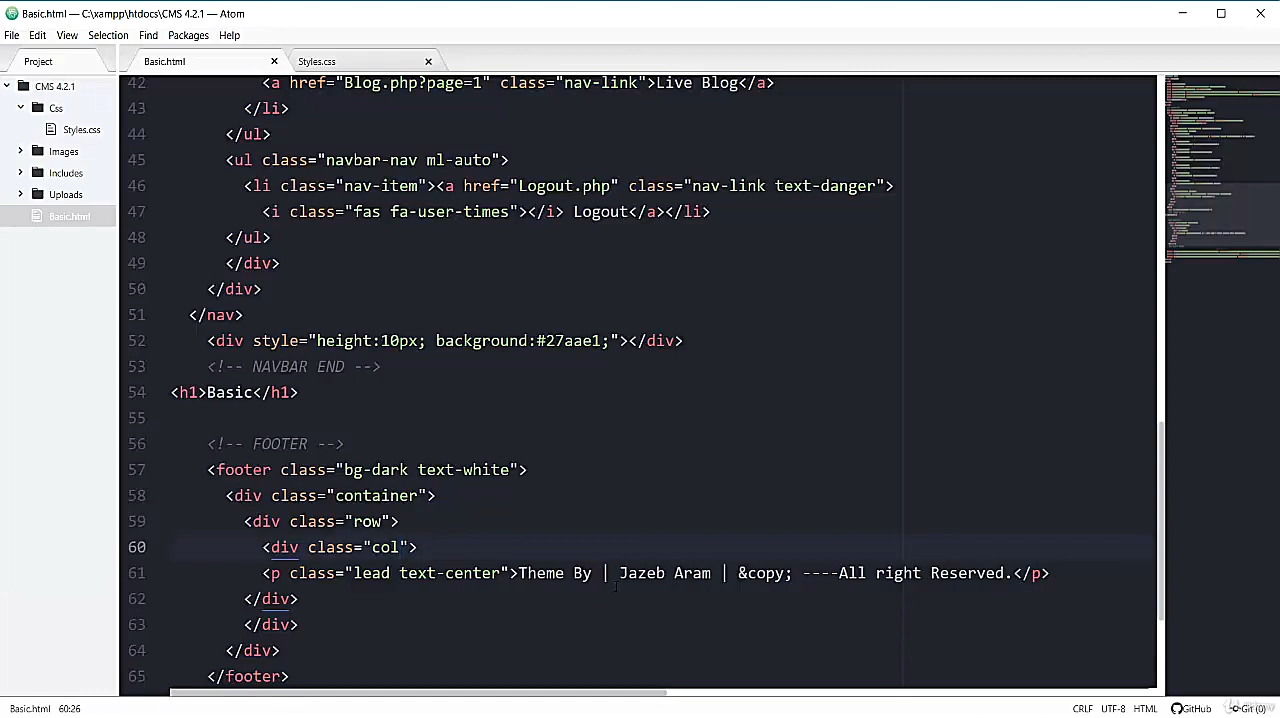 Basic.html — C:\xampp\htdocs\CMS 4.2.1 — Atom
File Edit View Selection Find Packages Help
Project
Basic.html
Styles.css
CMS 4.2.1
Css
Styles.css
Images
Includes
Uploads
Basic.html
42 <a href="Blog.php?page=1" class="nav-link">Live Blog</a>
43 </li>
44 </ul>
45 <ul class="navbar-nav ml-auto">
46 <li class="nav-item"><a "Logout.php" class="nav-link text-danger">
47 <i class="fas fa-user-times"></i> Logout</a></li>
48 </ul>
49 </div>
50 </div>
51 </nav>
52 <div style="height:10px; background:#27aae1;"></div>
53 <!-- NAVBAR END -->
54 <h1>Basic</h1>
55
56 <!-- FOOTER -->
57 <footer class="bg-dark text-white">
58 <div class="container">
59 <div class="row">
60 <div class="col">
61 <p class="lead text-center">Theme By | Jazeb Aram | &copy; ----All right Reserved.</p>
62 </div>
63 </div>
64 </div>
65 </footer>
Basic.html 60:26
CRLF UTF-8 HTML GitHub Git (0)